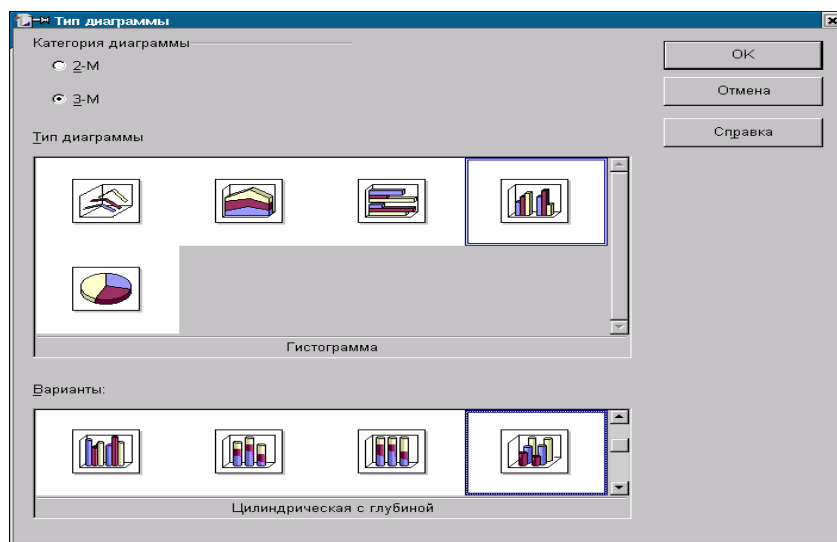 Тип диаграммы
Категория диаграммы
2-М
3-М
OK
Отмена
Справка
Тип диаграммы
Гистограмма
Варианты:
Цилиндрическая с глубиной